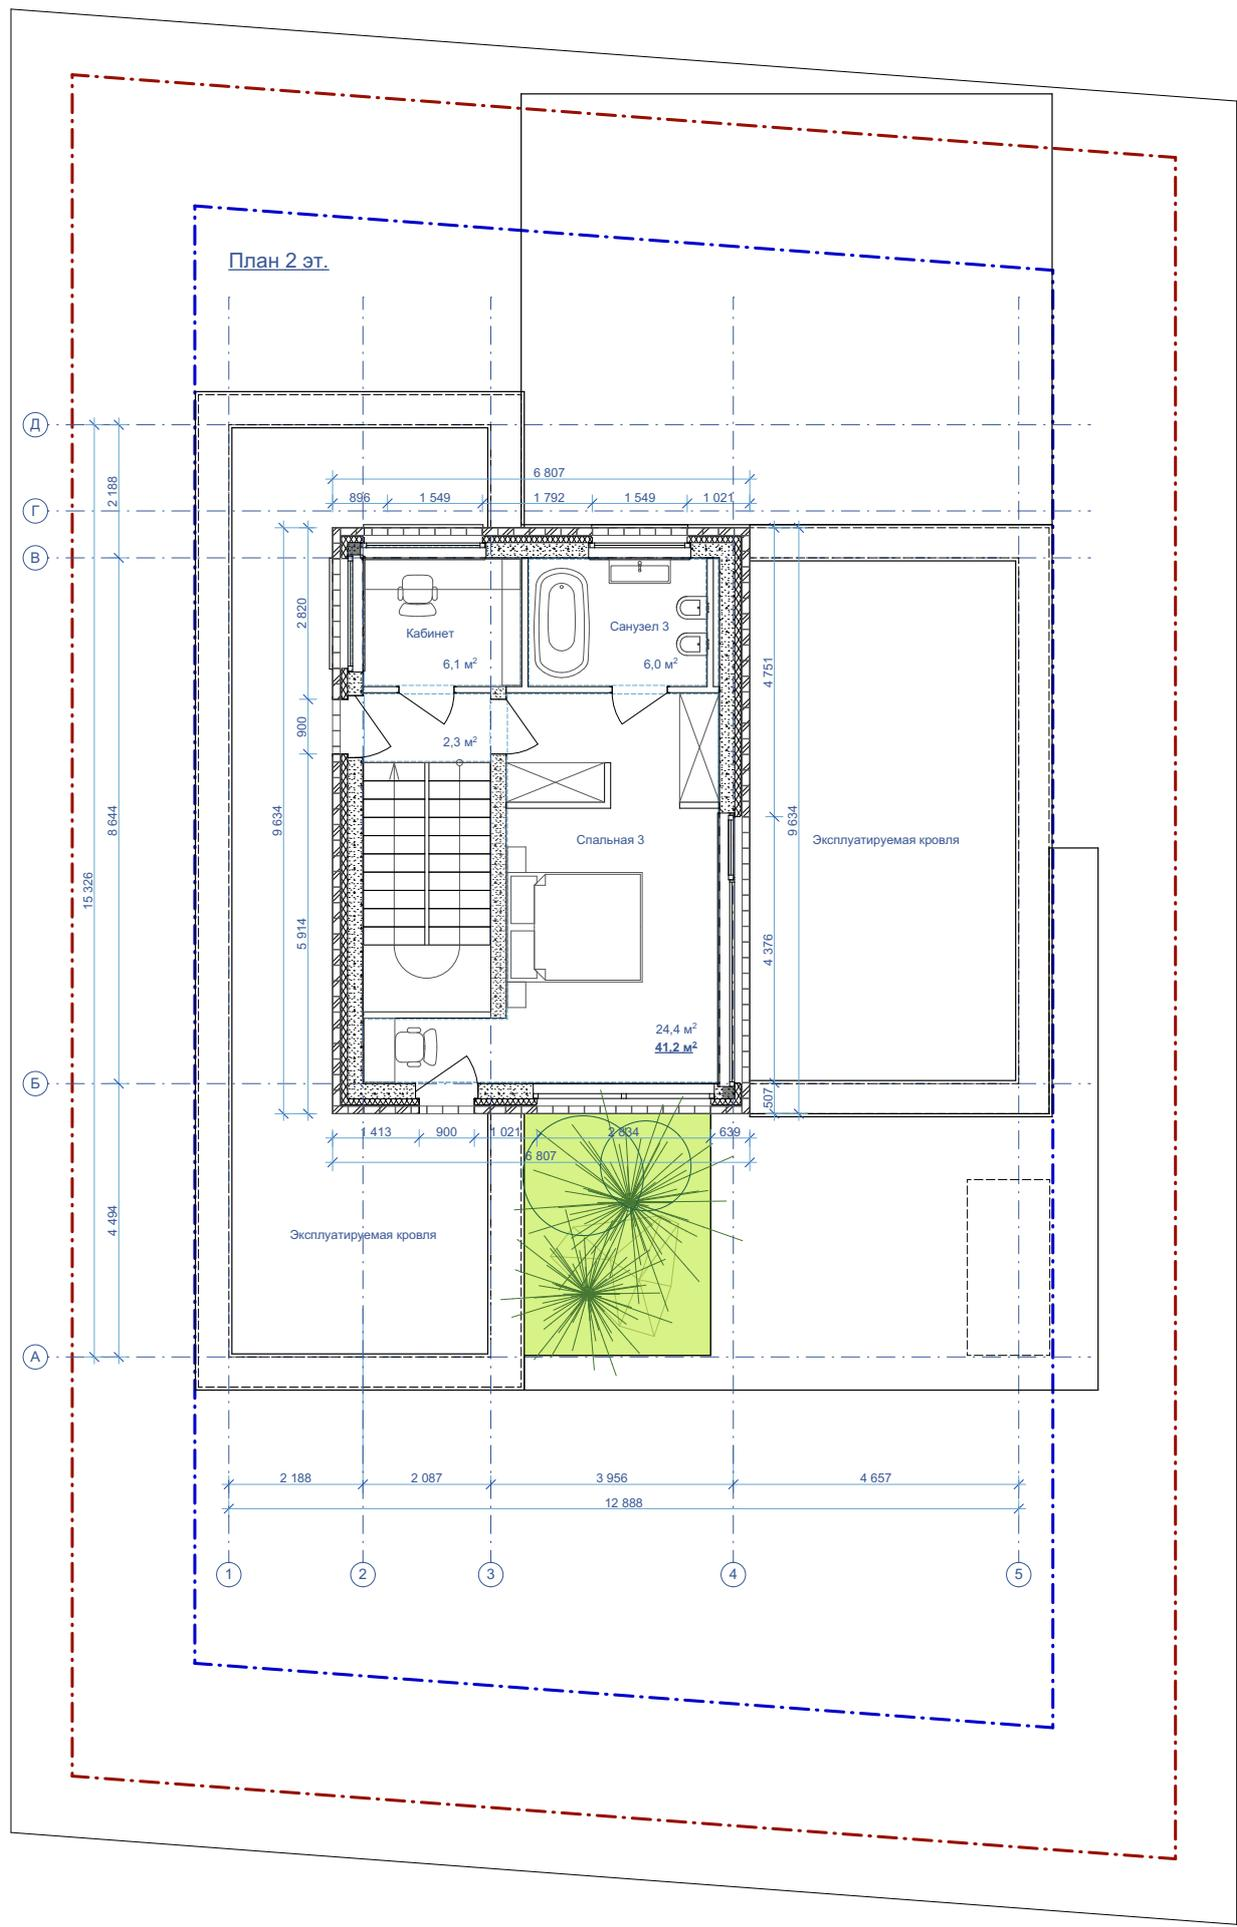 План 2 эт.
Д
Г
В
Б
А
15 326
2 188
8 644
4 494
6 807
896
1 549
1 792
1 549
1 021
9 634
2 820
900
5 914
Кабинет
6,1 м²
Санузел 3
6,0 м²
2,3 м²
Спальная 3
24,4 м²
41,2 м²
4 751
4 376
507
9 634
Эксплуатируемая кровля
1 413
900
1 021
2 834
639
6 807
Эксплуатируемая кровля
2 188
2 087
3 956
4 657
12 888
1
2
3
4
5